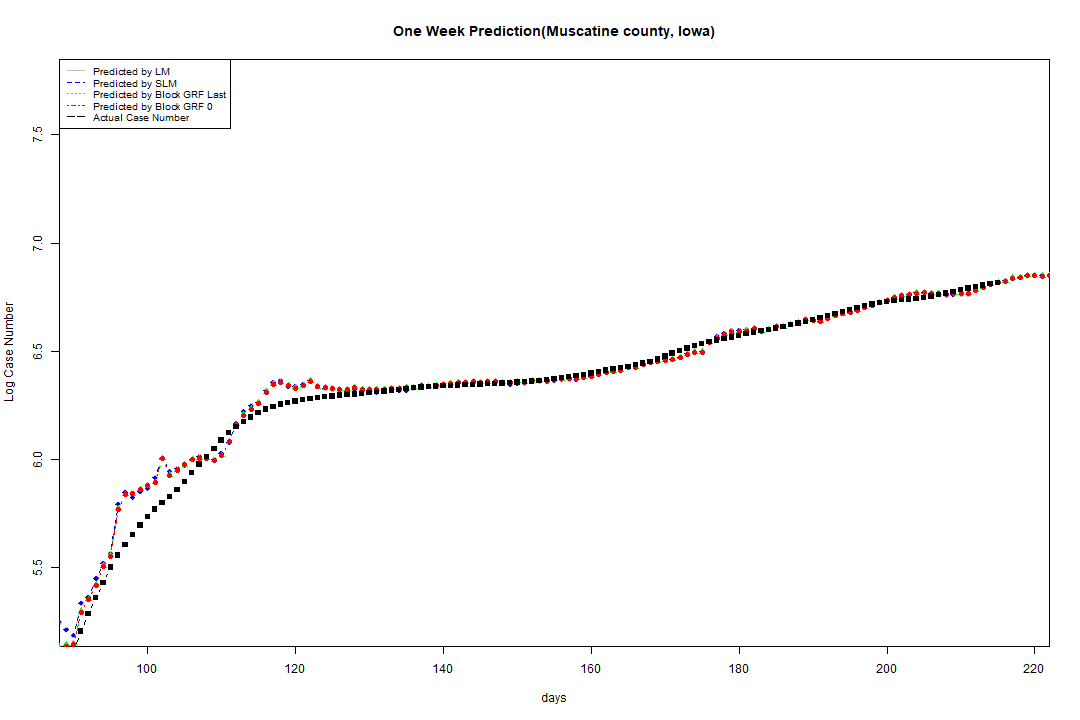 One Week Prediction(Muscatine county, Iowa)
Predicted by LM
Predicted by SLM
Predicted by Block GRF Last
Predicted by Block GRF 0
Actual Case Number
7.5
7.0
6.5
6.0
5.5
Log Case Number
100 120 140 160 180 200 220
days